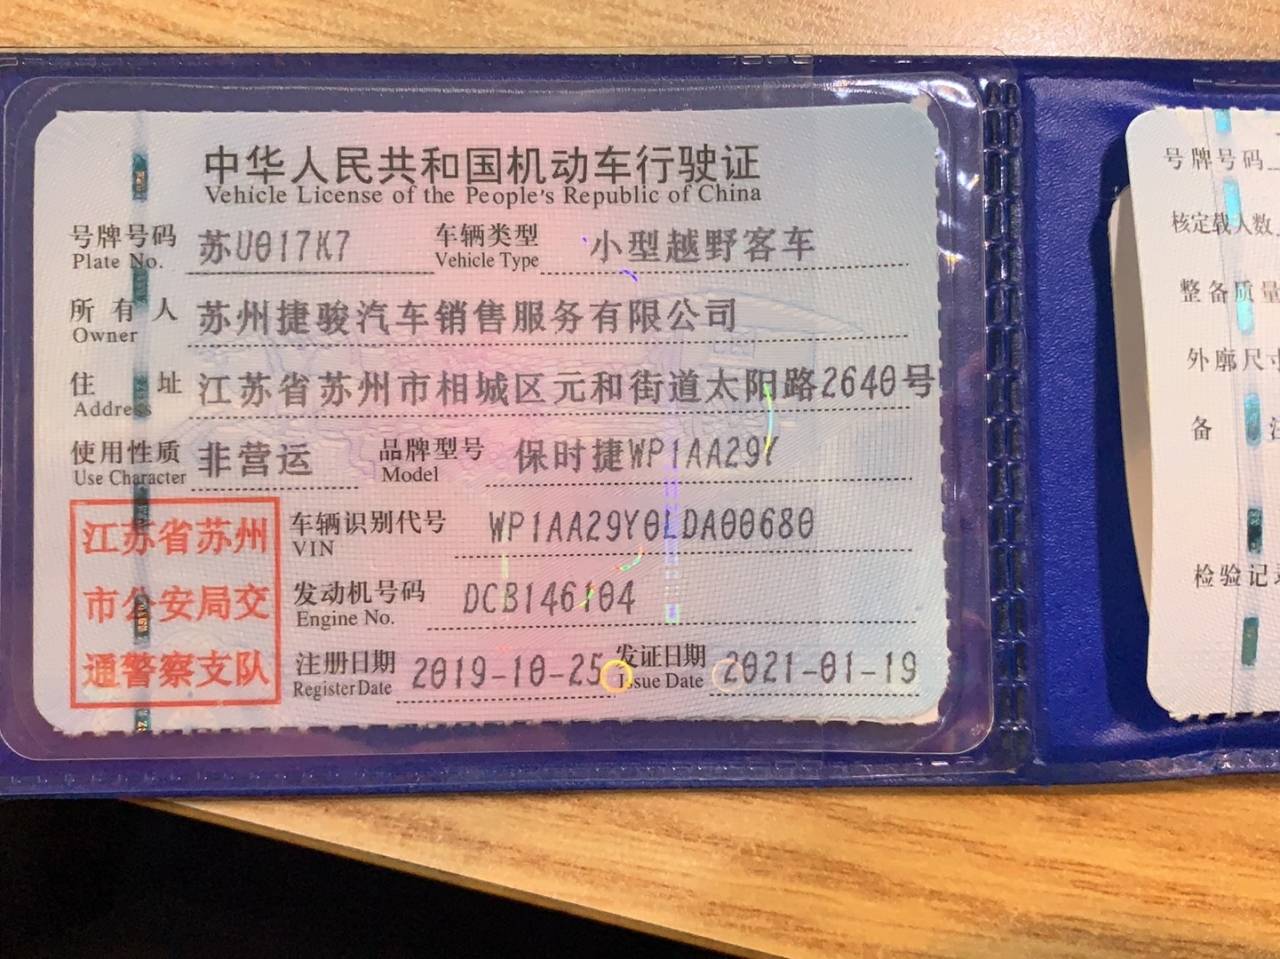 中华人民共和国机动车行驶证
Vehicle License of the People's Republic of China
号牌号码 苏U017K7 车辆类型 小型越野客车
Plate No. Vehicle Type
所有人 苏州捷骏汽车销售服务有限公司
Owner
住址 江苏省苏州市相城区元和街道太阳路2640号
Address
使用性质 非营运 品牌型号 保时捷WP1AA29Y
Use Character Model
江苏省苏州
市公安局交
通警察支队
车辆识别代号 WP1AA29Y0LDA00680
VIN
发动机号码 DCB146104
Engine No.
注册日期 2019-10-25 发证日期 2021-01-19
Register Date Issue Date
号牌号码
核定载人数
整备质量
外廓尺寸
备
检验记录